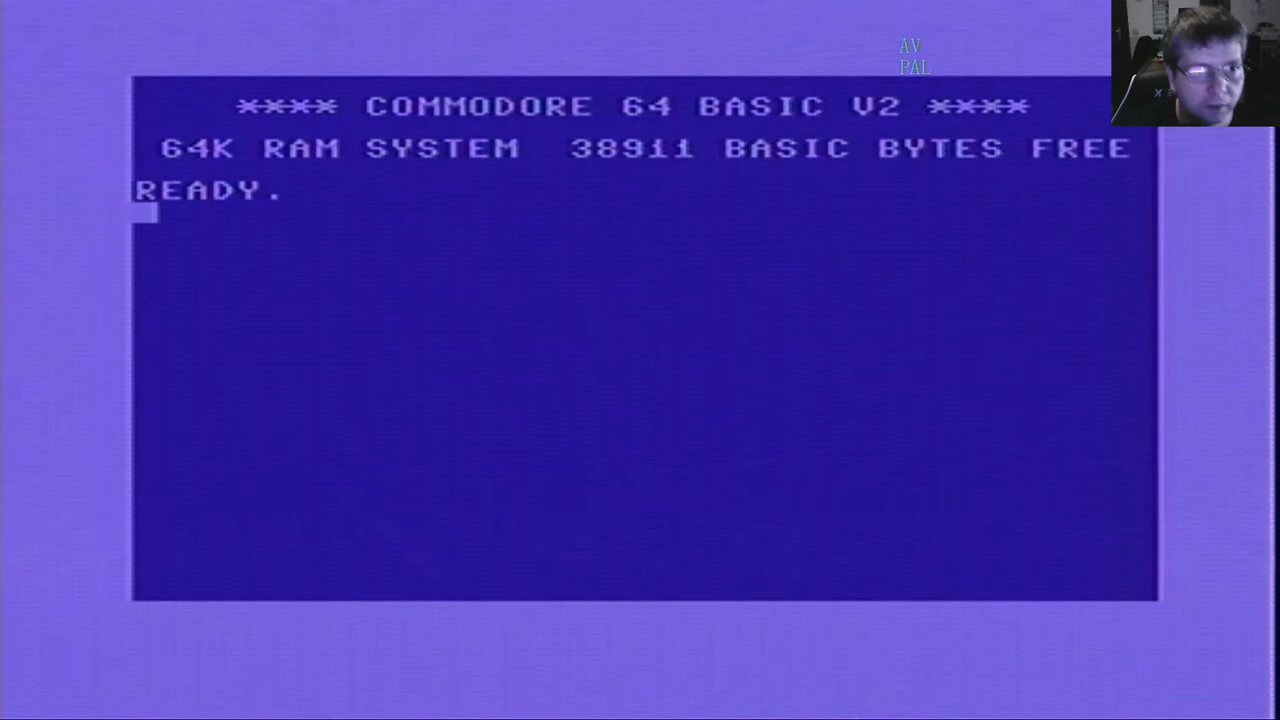 AV
PAL
**** COMMODORE 64 BASIC V2 ****
64K RAM SYSTEM  38911 BASIC BYTES FREE
READY.